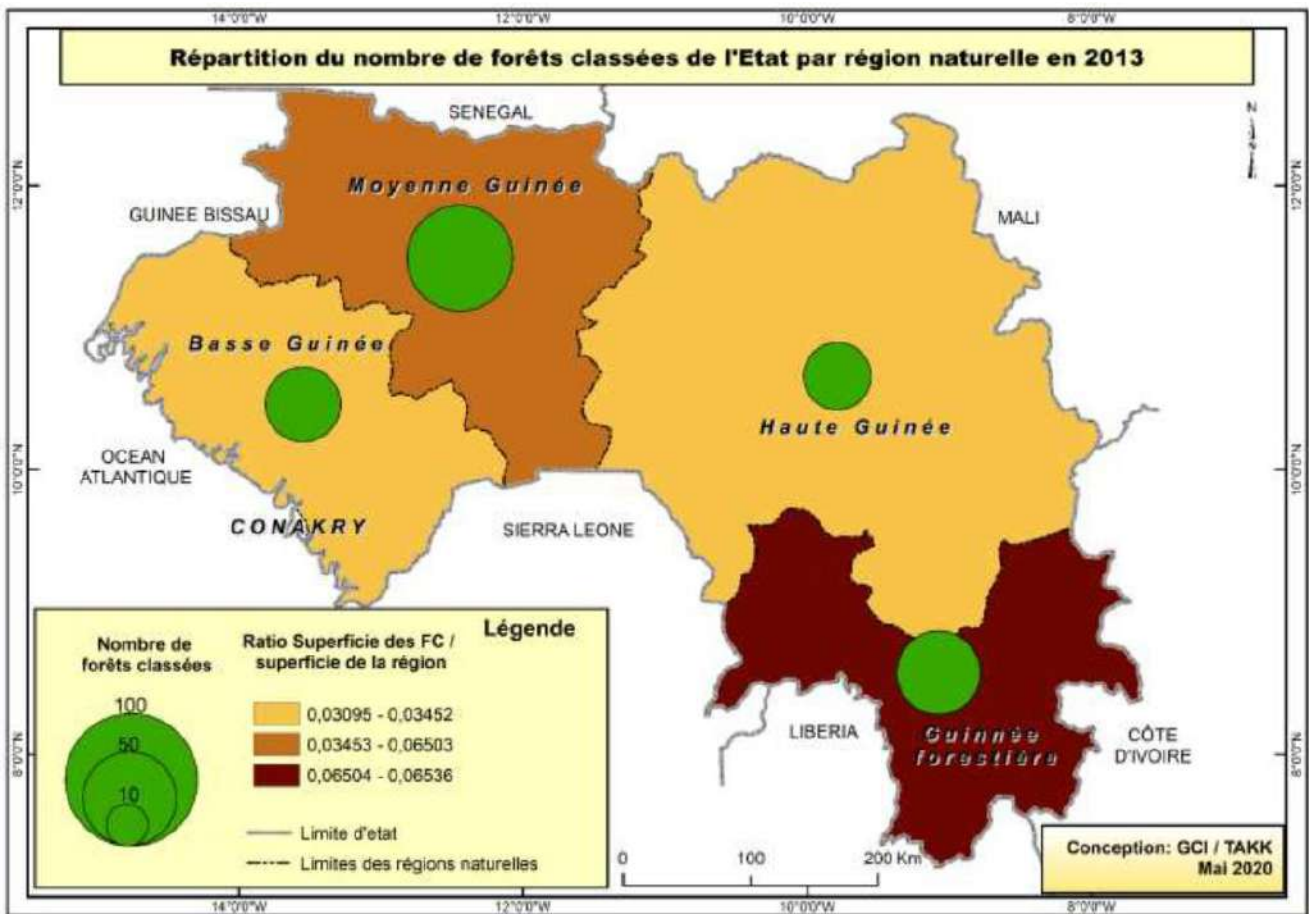 14°0'0"W 12°0'0"W 10°0'0"W 8°0'0"W
Répartition du nombre de forêts classées de l'Etat par région naturelle en 2013
N
SENEGAL
Moyenne Guinée
12°0'0"N
12°0'0"N
GUINEE BISSAU
MALI
Basse Guinée
Haute Guinée
OCEAN
ATLANTIQUE
10°0'0"N
10°0'0"N
CONAKRY
SIERRA LEONE
Légende
Nombre de
forêts classées
100
50
10
Ratio Superficie des FC /
superficie de la région
0,03095 - 0,03452
0,03453 - 0,06503
0,06504 - 0,06536
Limite d'etat
Limites des régions naturelles
LIBERIA
Guinnée
forestière
CÔTE
D'IVOIRE
8°0'0"N
8°0'0"N
0 100 200 Km
Conception: GCI / TAKK
Mai 2020
14°0'0"W 12°0'0"W 10°0'0"W 8°0'0"W